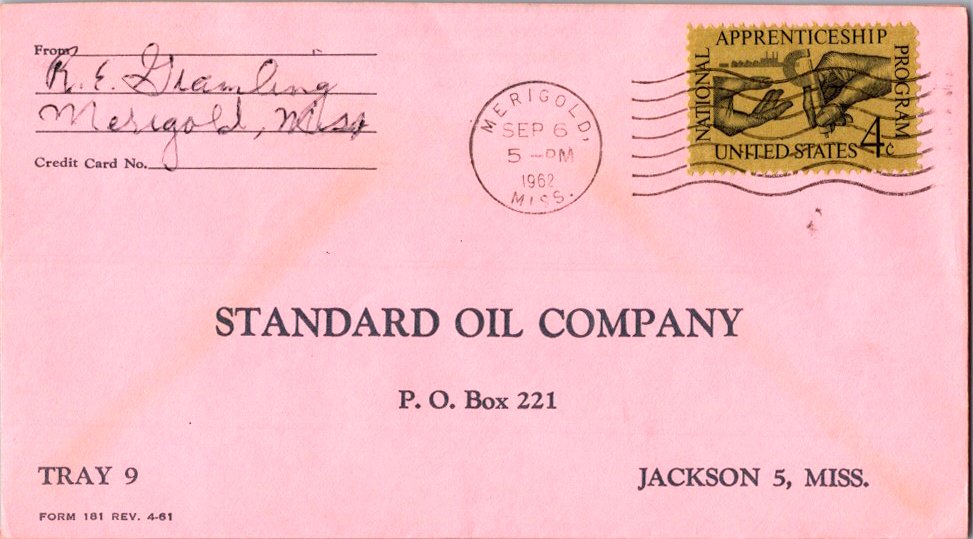 From
R. E. Gramling
Merigold, Miss
Credit Card No.
MERIGOLD,
SEP 6
5 - PM
1962
MISS.
NATIONAL
APPRENTICESHIP
PROGRAM
UNITED STATES 4c
STANDARD OIL COMPANY
P. O. Box 221
TRAY 9
JACKSON 5, MISS.
FORM 181 REV. 4-61